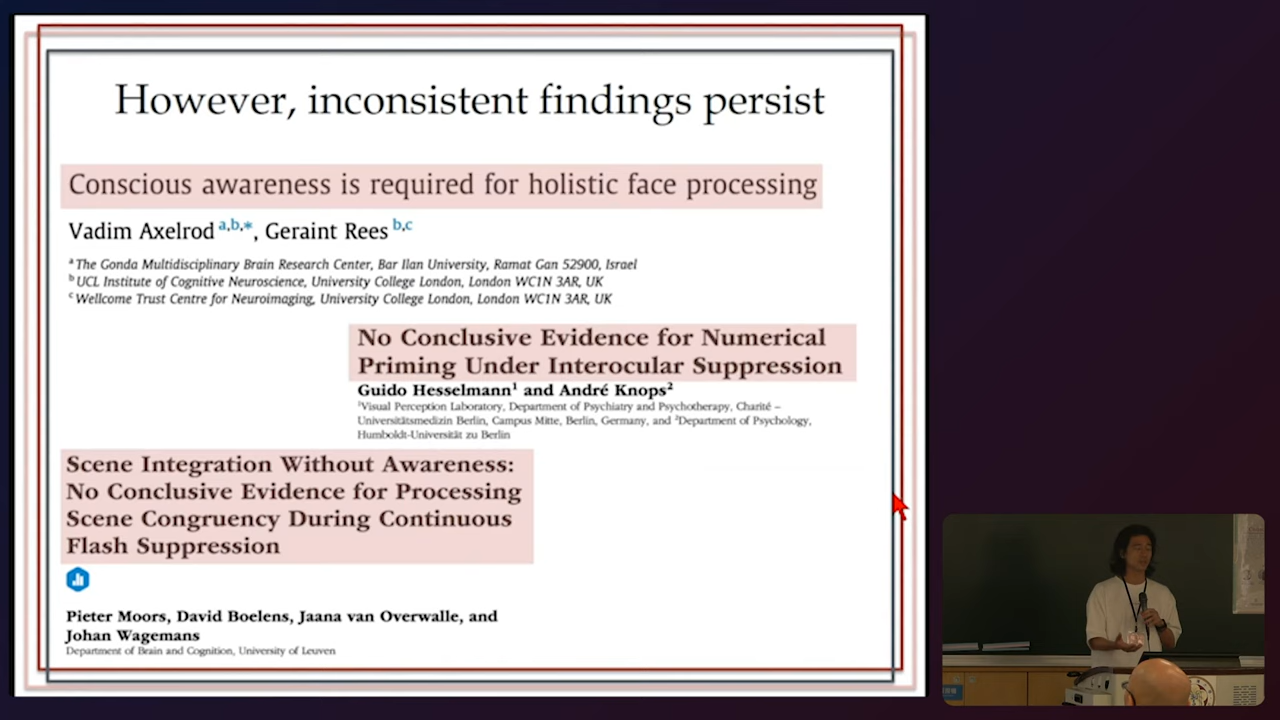 However, inconsistent findings persist
Conscious awareness is required for holistic face processing
Vadim Axelrod a,b,*, Geraint Rees b,c
a The Gonda Multidisciplinary Brain Research Center, Bar Ilan University, Ramat Gan 52900, Israel
b UCL Institute of Cognitive Neuroscience, University College London, London WC1N 3AR, UK
c Wellcome Trust Centre for Neuroimaging, University College London, London WC1N 3AR, UK
No Conclusive Evidence for Numerical
Priming Under Interocular Suppression
Guido Hesselmann1 and André Knops2
1Visual Perception Laboratory, Department of Psychiatry and Psychotherapy, Charité –
Universitätsmedizin Berlin, Campus Mitte, Berlin, Germany, and 2Department of Psychology,
Humboldt-Universität zu Berlin
Scene Integration Without Awareness:
No Conclusive Evidence for Processing
Scene Congruency During Continuous
Flash Suppression
Pieter Moors, David Boelens, Jaana van Overwalle, and
Johan Wagemans
Department of Brain and Cognition, University of Leuven